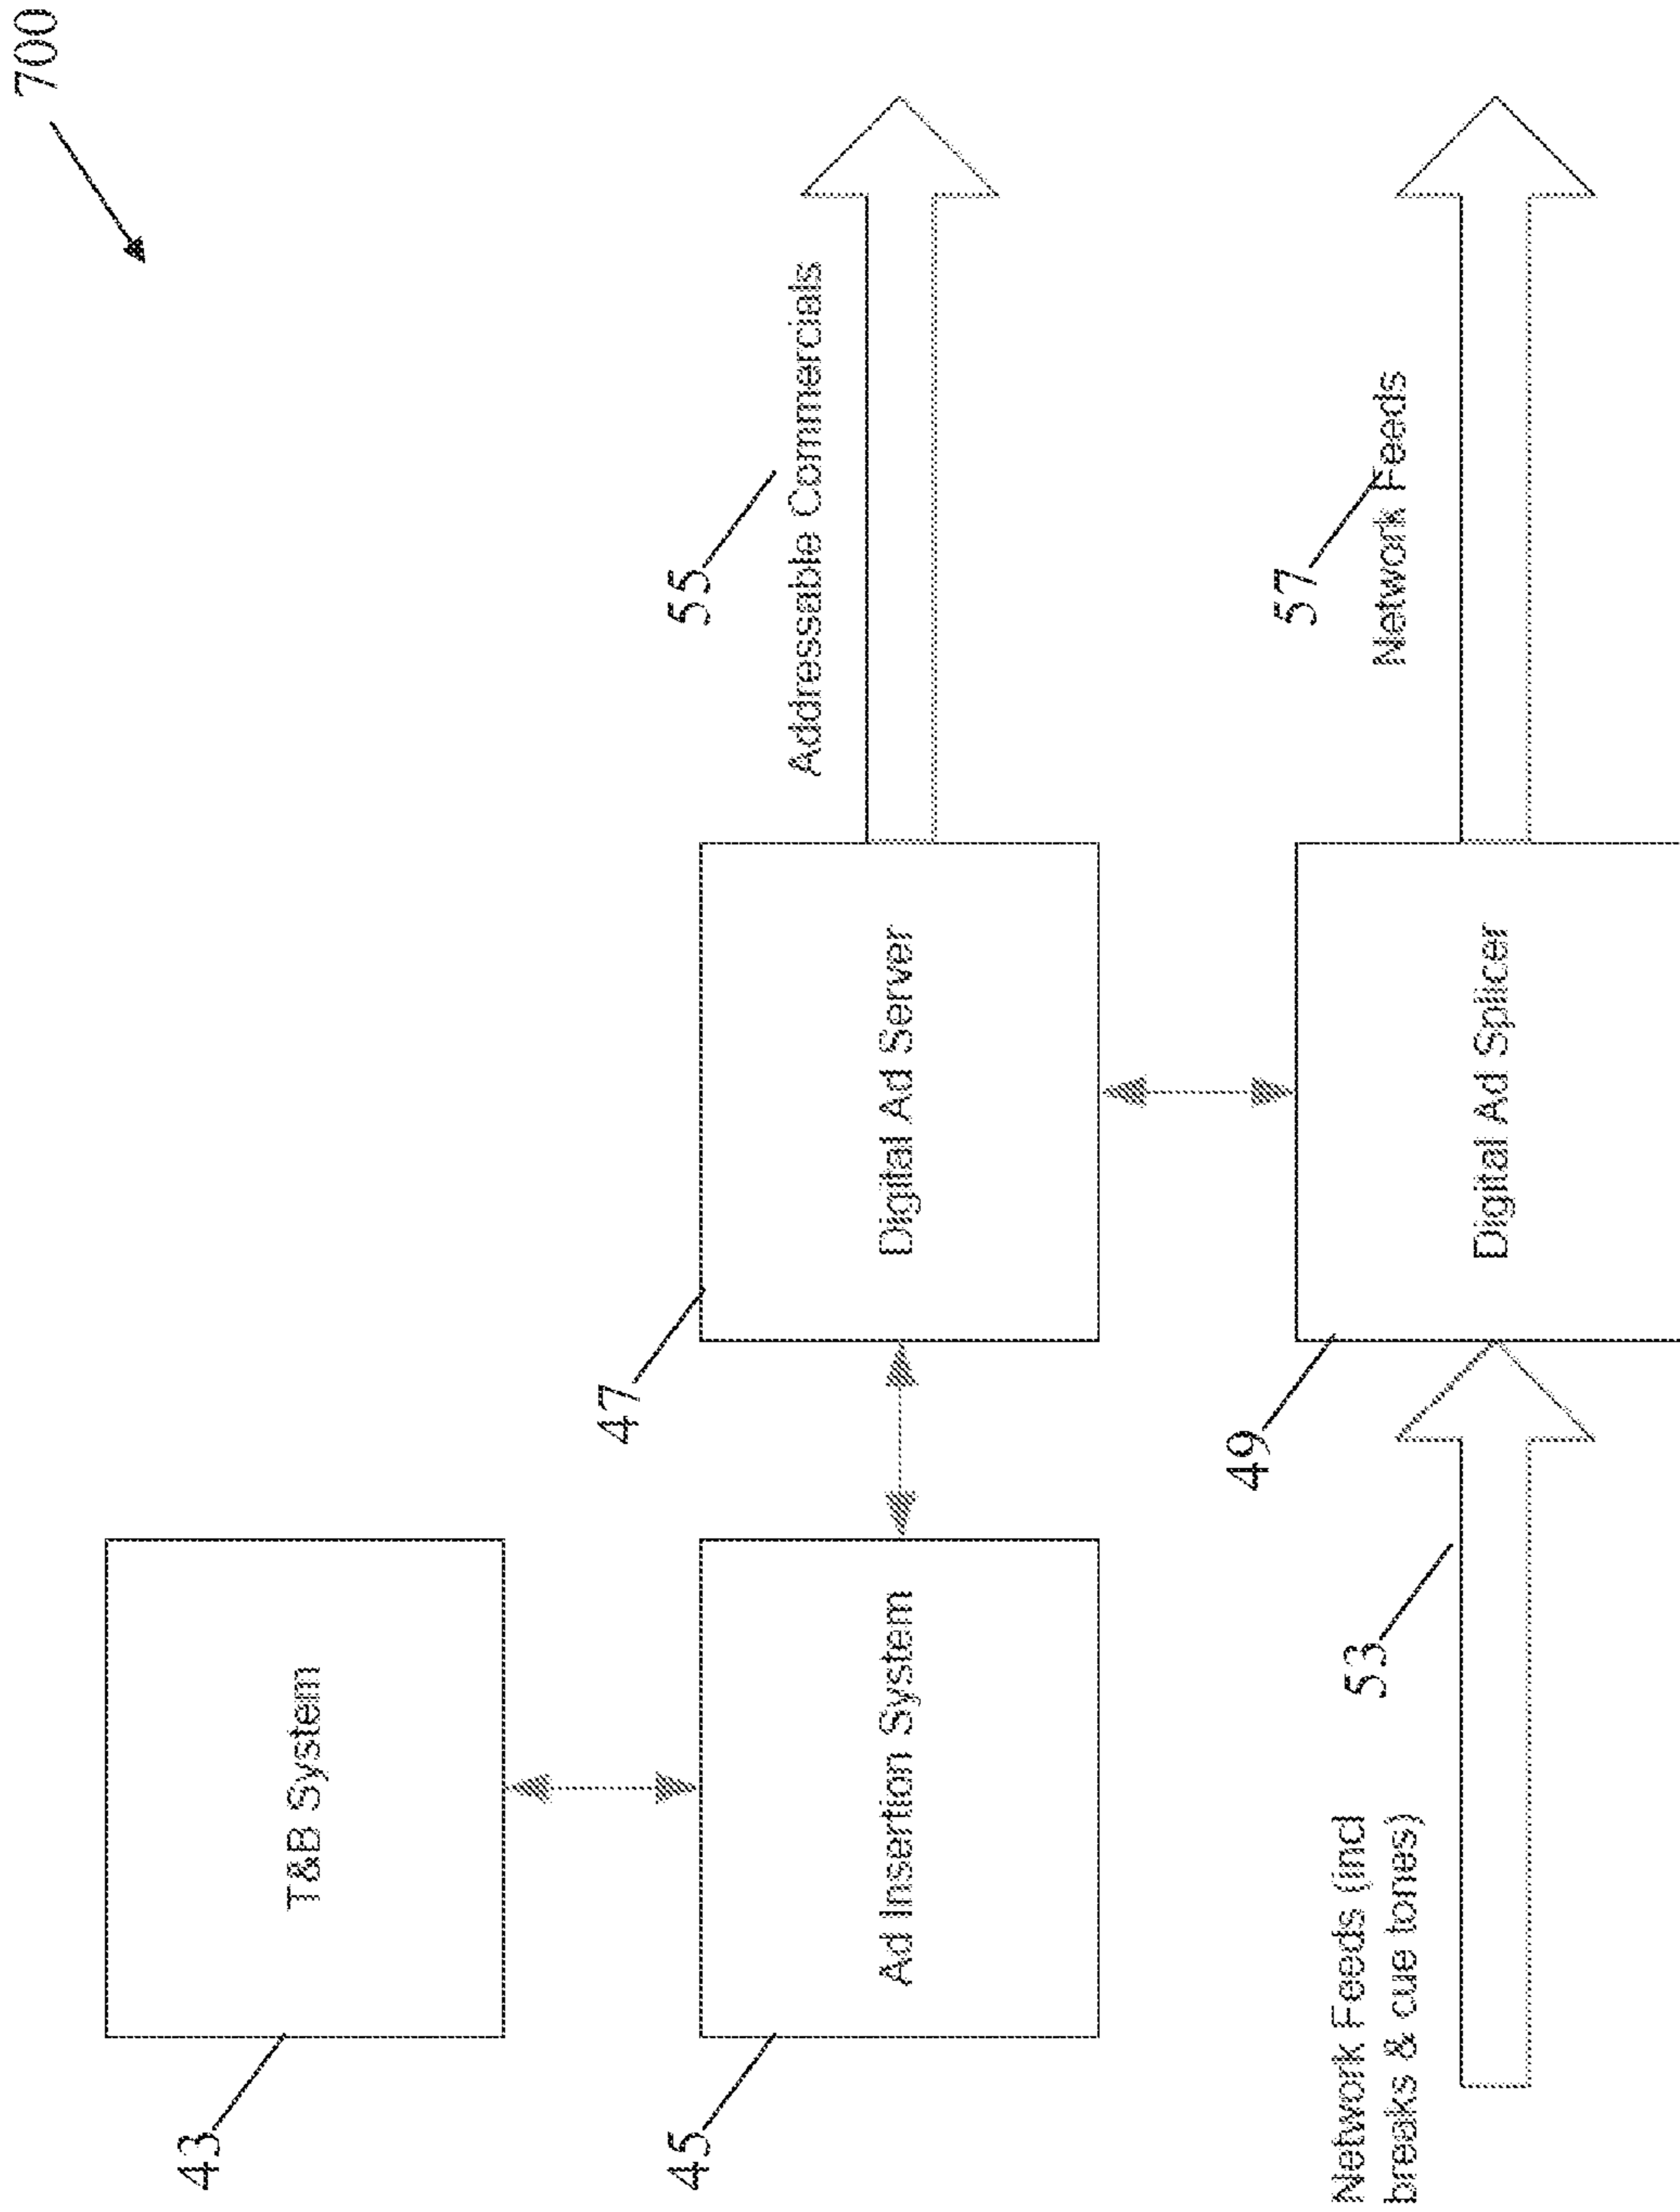 700
43
T&B System
45
Ad Insertion System
47
Digital Ad Server
55
Addressable Commercials
Network Feeds (incl
breaks & cue tones)
53
49
Digital Ad Splicer
57
Network Feeds